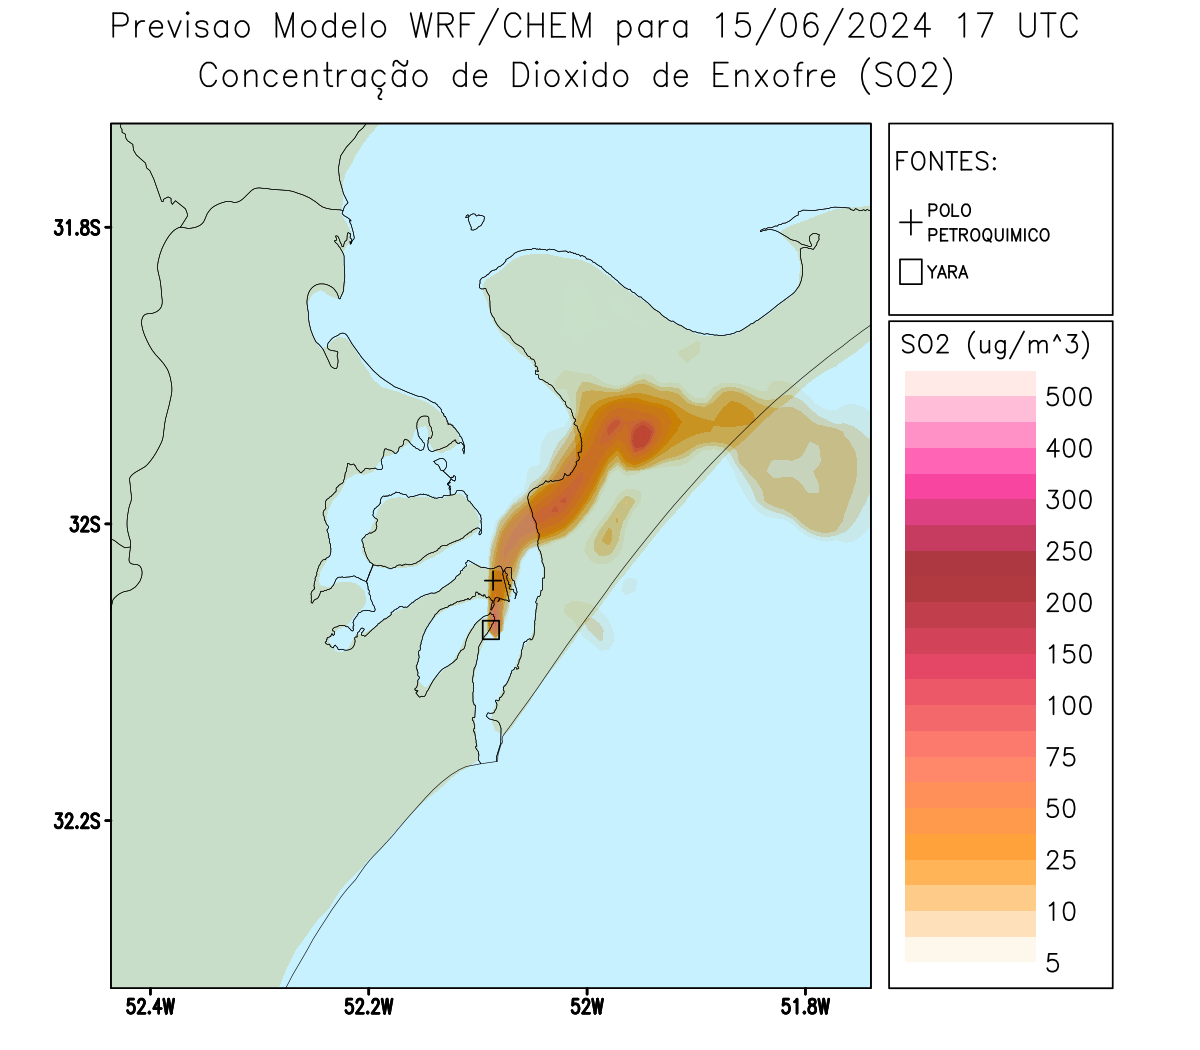 Previsao Modelo WRF/CHEM para 15/06/2024 17 UTC
Concentração de Dioxido de Enxofre (SO2)
FONTES:
POLO
PETROQUIMICO
YARA
SO2 (ug/m^3)
500
400
300
250
200
150
100
75
50
25
10
5
31.8S
32S
32.2S
52.4W
52.2W
52W
51.8W